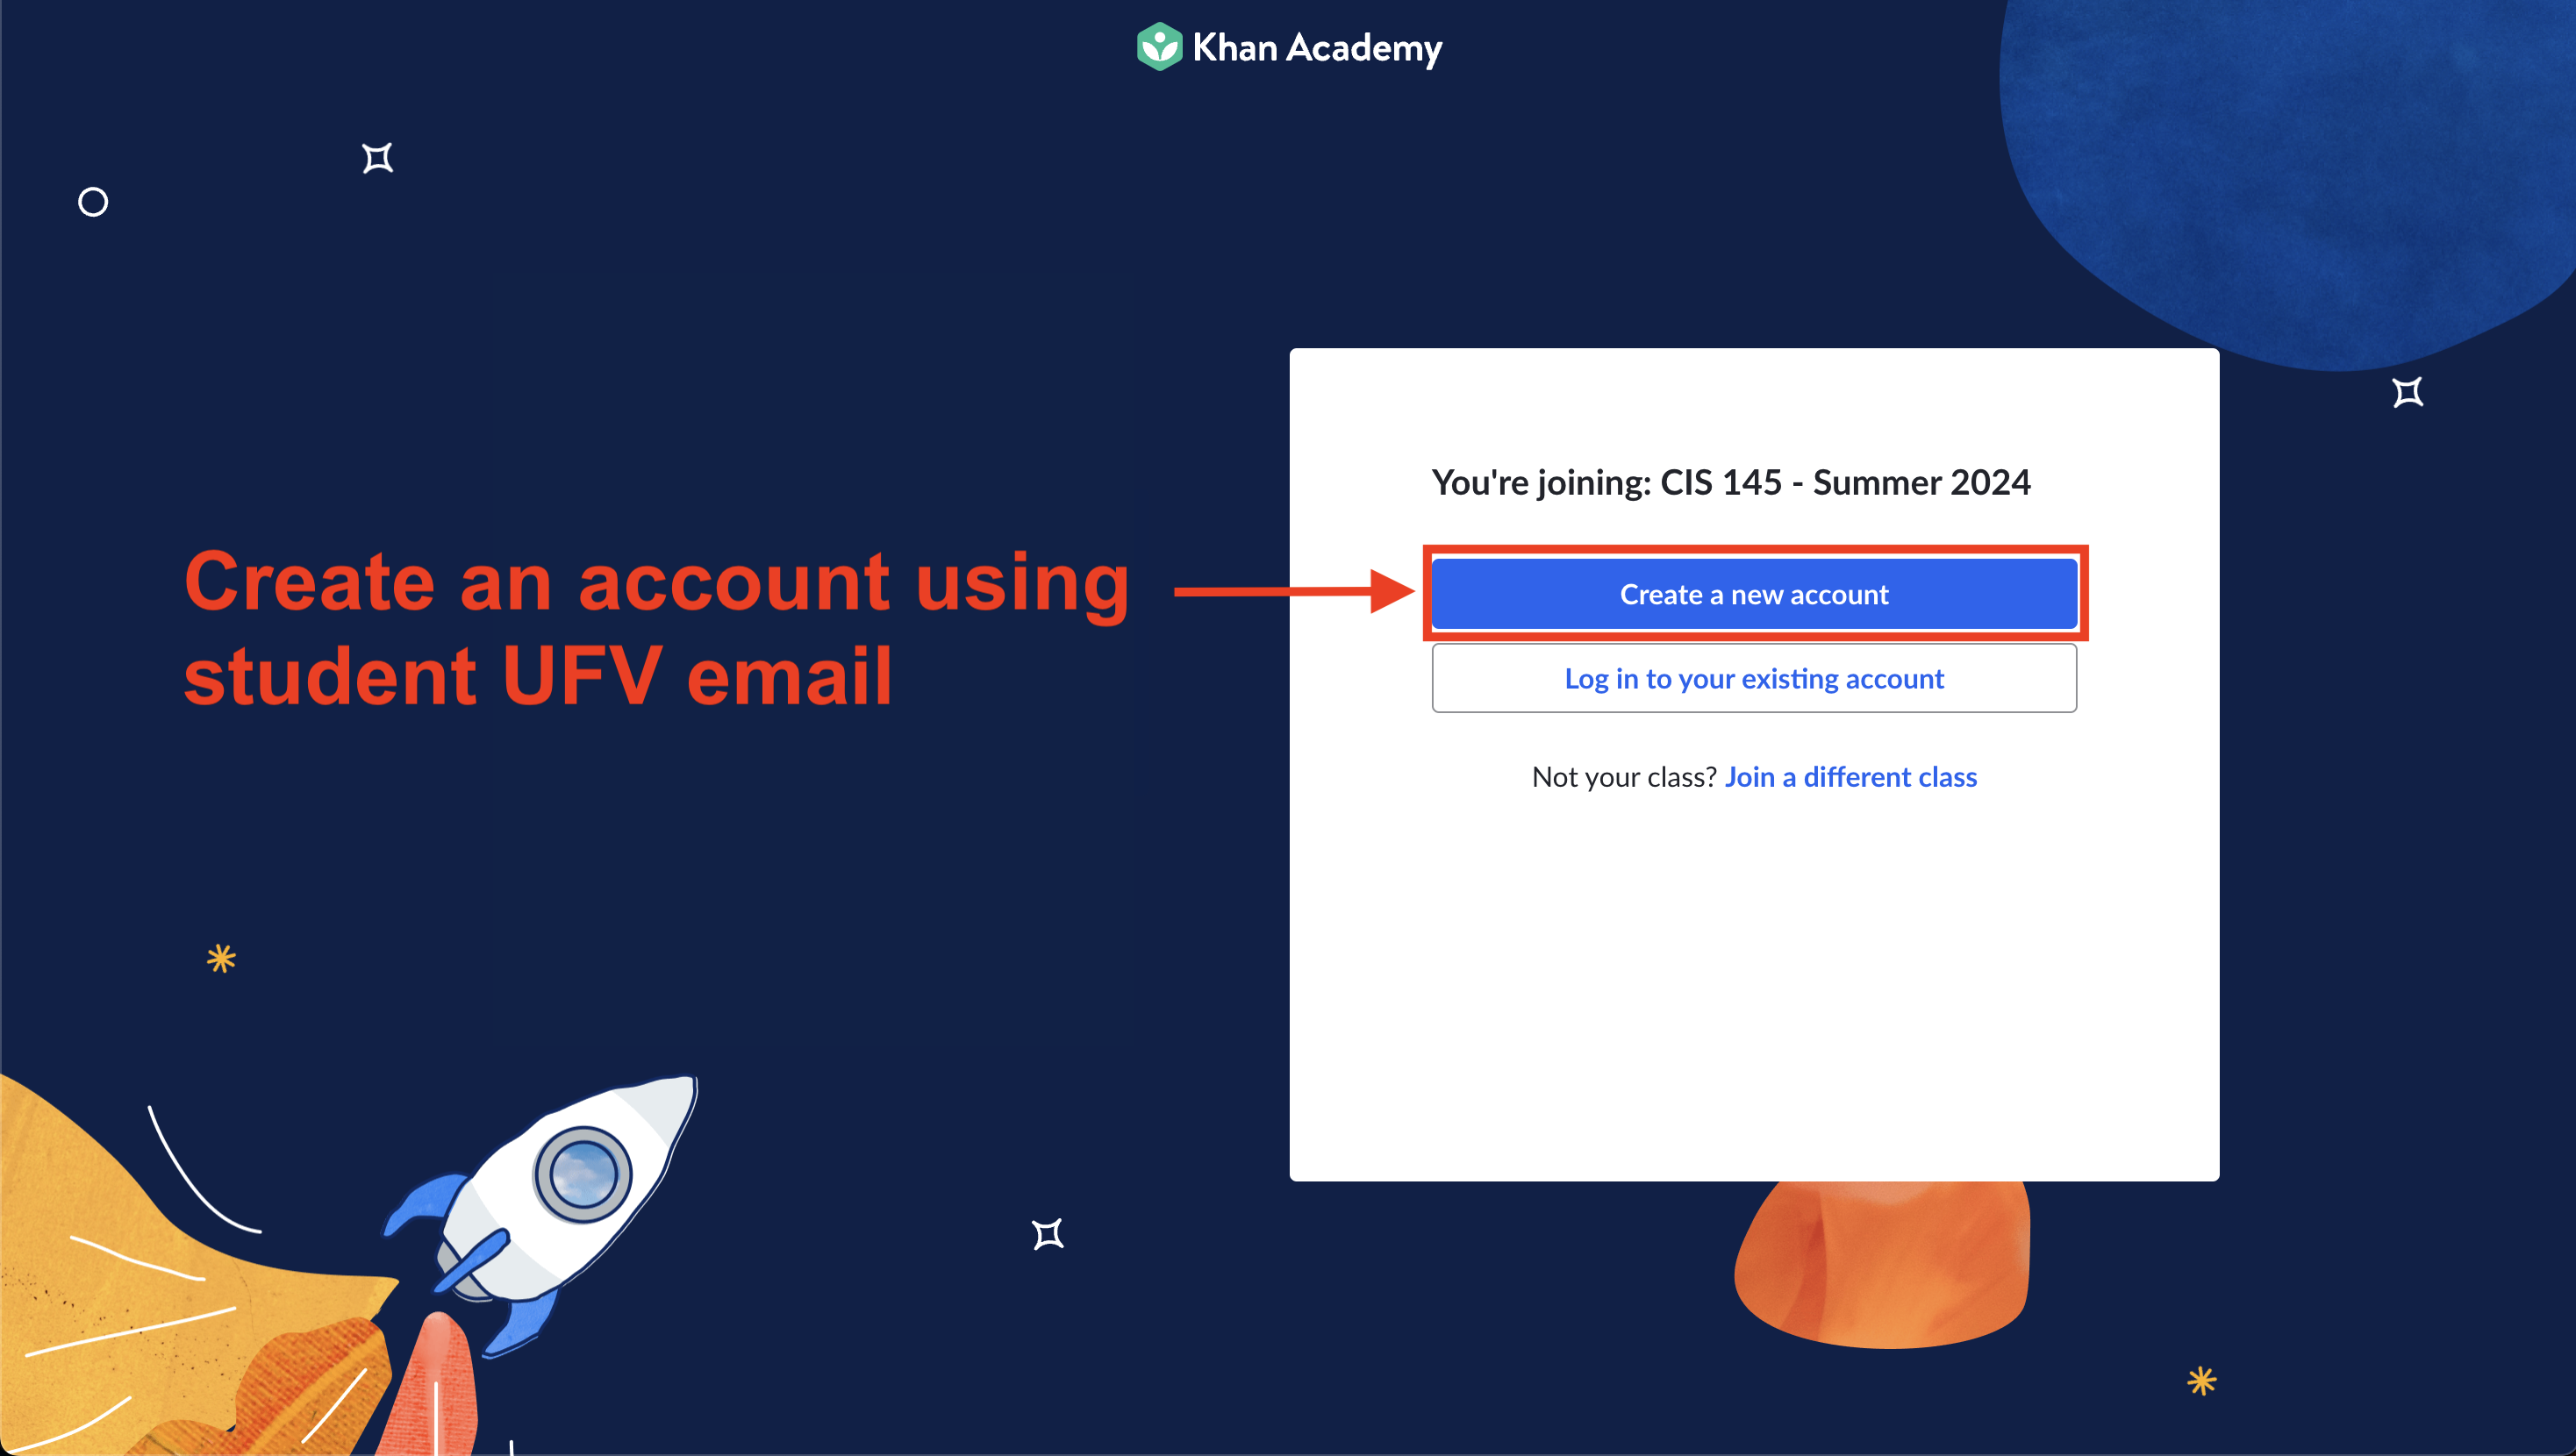 Khan Academy
You're joining: CIS 145 - Summer 2024
Create an account using
student UFV email
Create a new account
Log in to your existing account
Not your class? Join a different class